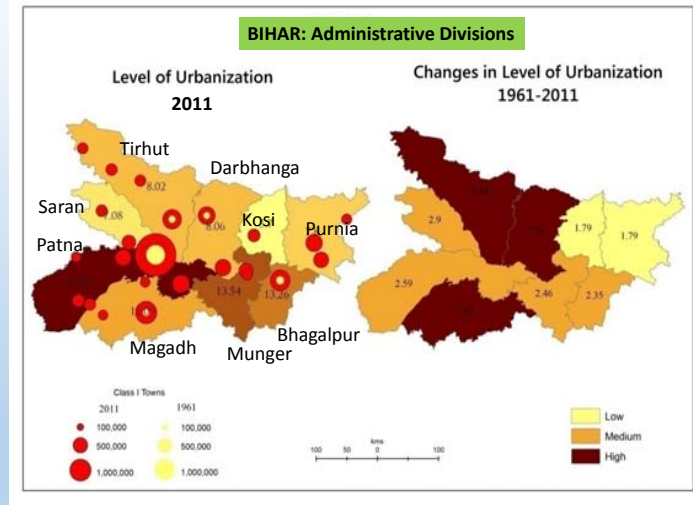 BIHAR: Administrative Divisions
Level of Urbanization
2011
Changes in Level of Urbanization
1961-2011
Tirhut
8.02
Darbhanga
Saran
7.08
8.06
Kosi
Purnia
Patna
13.54
13.26
Bhagalpur
Magadh
Munger
2.9
1.79
1.79
2.59
2.46
2.35
Class I Towns
2011
1961
100,000
100,000
500,000
500,000
1,000,000
1,000,000
kms
100 50 0 100
Low
Medium
High